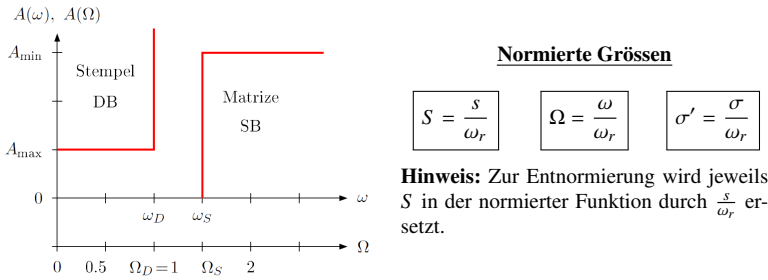 A(ω), A(Ω)
A_min
Stempel
DB
Matrize
SB
A_max
0
ω_D
ω_S
ω
Ω
0
0.5
Ω_D=1
Ω_S
2
Normierte Grössen
S = s/ω_r
Ω = ω/ω_r
σ′ = σ/ω_r
Hinweis: Zur Entnormierung wird jeweils
S in der normierter Funktion durch s/ω_r er-
setzt.